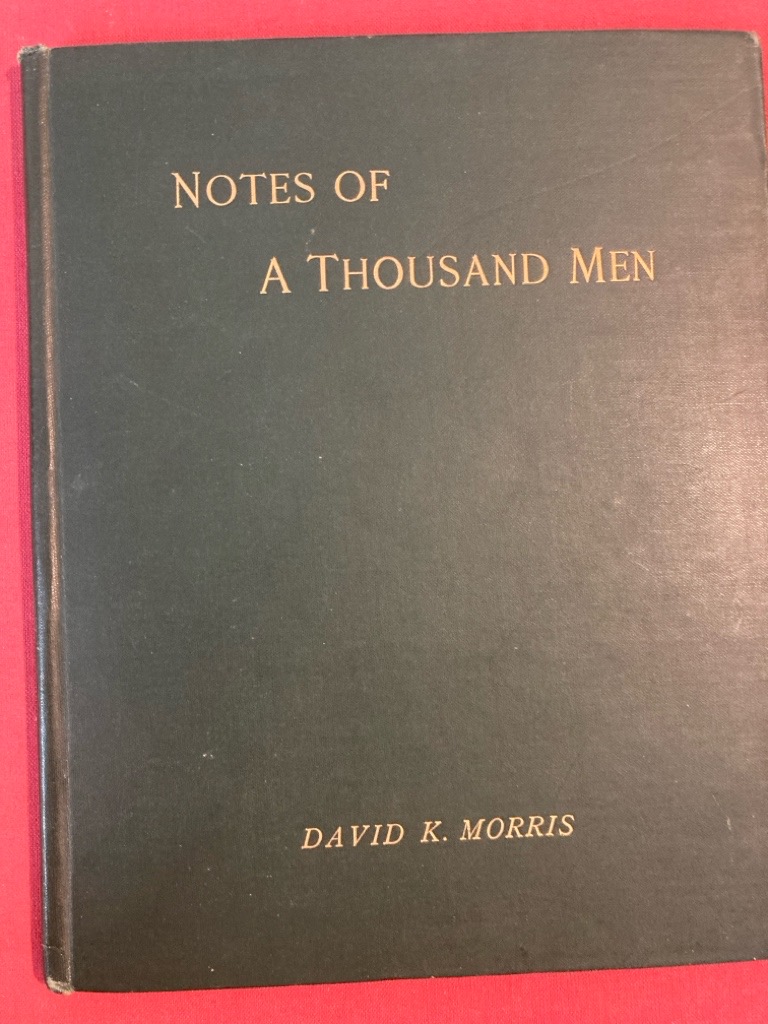 NOTES OF
A THOUSAND MEN
DAVID K. MORRIS